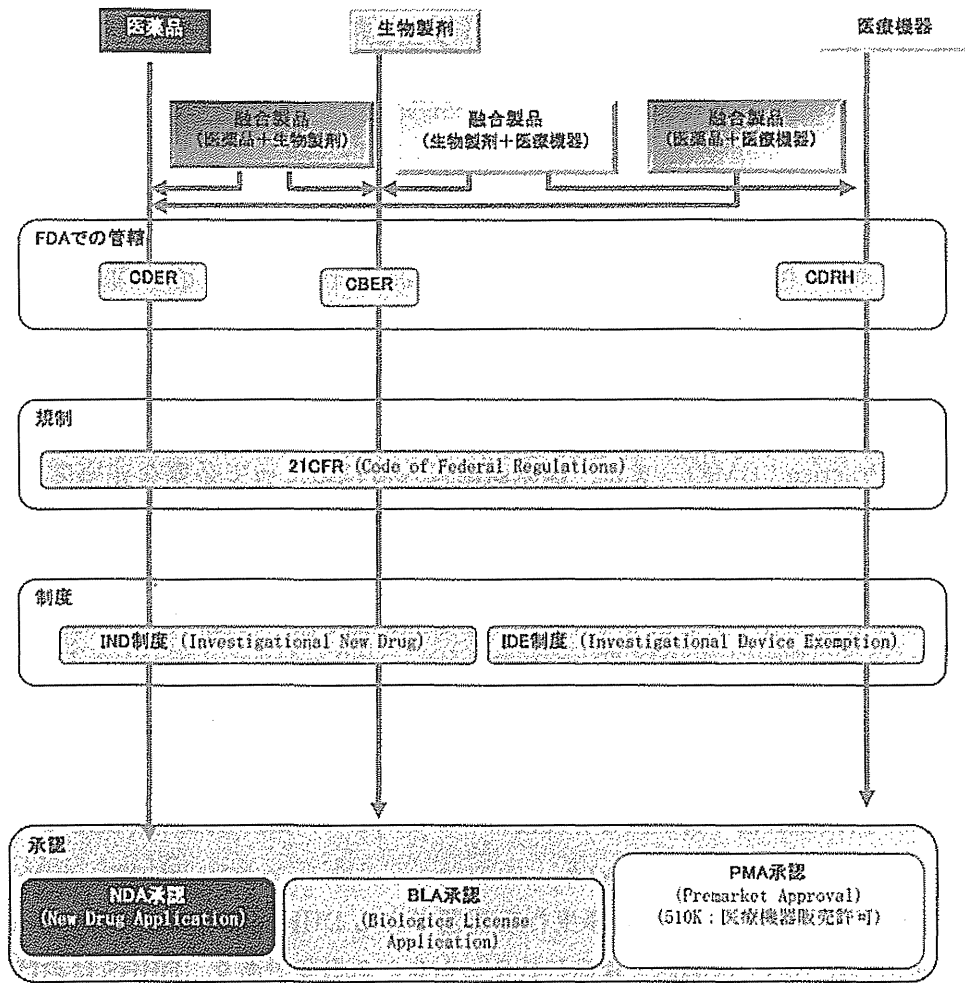 医薬品
生物製剤
医療機器
融合製品
(医薬品+生物製剤)
融合製品
(生物製剤+医療機器)
融合製品
(医薬品+医療機器)
FDAでの管轄
CDER
CBER
CDRH
規制
21CFR (Code of Federal Regulations)
制度
IND制度 (Investigational New Drug)
IDE制度 (Investigational Device Exemption)
承認
NDA承認
(New Drug Application)
BLA承認
(Biologics License
Application)
PMA承認
(Premarket Approval)
(510K:医療機器販売許可)